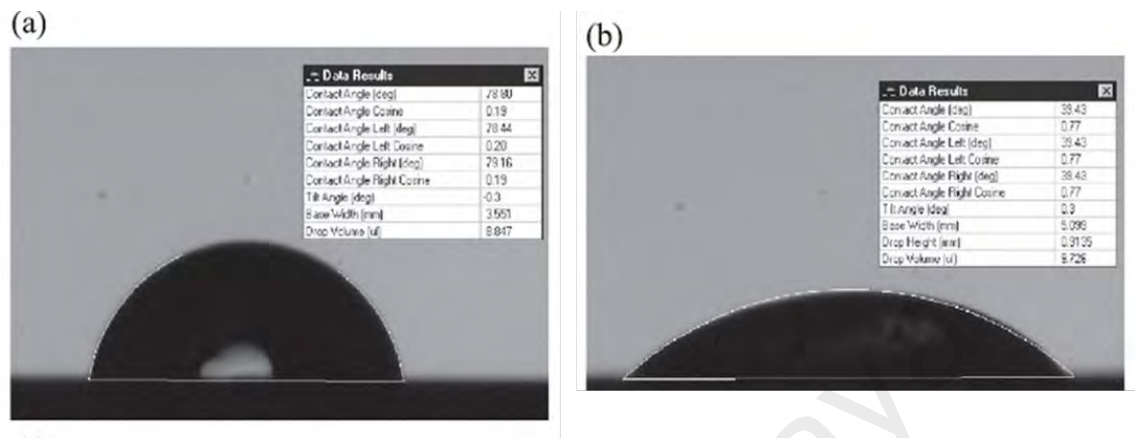 (a)
Data Results
Contact Angle (deg) 78.80
Contact Angle Cosine 0.19
Contact Angle Left (deg) 78.44
Contact Angle Left Cosine 0.20
Contact Angle Right (deg) 79.16
Contact Angle Right Cosine 0.19
Tilt Angle (deg) -0.3
Base Width (mm) 3.551
Drop Volume (ul) 8.847
(b)
Data Results
Contact Angle (deg) 39.43
Contact Angle Cosine 0.77
Contact Angle Left (deg) 39.43
Contact Angle Left Cosine 0.77
Contact Angle Right (deg) 39.43
Contact Angle Right Cosine 0.77
Tilt Angle (deg) 0.3
Base Width (mm) 5.099
Drop Height (mm) 0.9135
Drop Volume (ul) 9.726